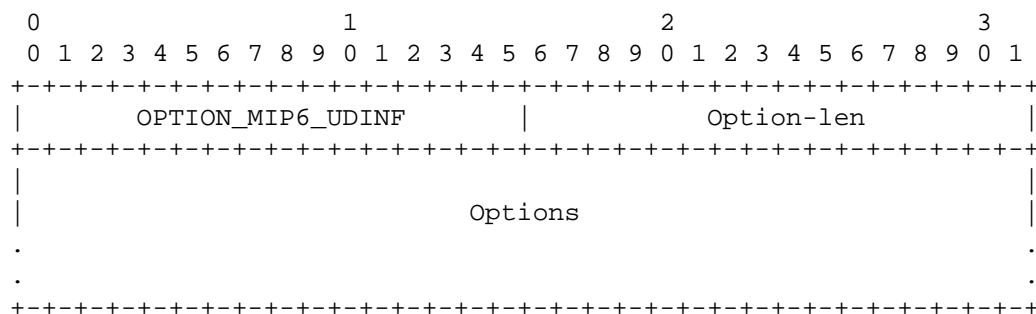 0                   1                   2                   3
 0 1 2 3 4 5 6 7 8 9 0 1 2 3 4 5 6 7 8 9 0 1 2 3 4 5 6 7 8 9 0 1
+-+-+-+-+-+-+-+-+-+-+-+-+-+-+-+-+-+-+-+-+-+-+-+-+-+-+-+-+-+-+-+-+
|       OPTION_MIP6_UDINF       |           Option-len          |
+-+-+-+-+-+-+-+-+-+-+-+-+-+-+-+-+-+-+-+-+-+-+-+-+-+-+-+-+-+-+-+-+
|                                                               |
|                            Options                            |
.                                                               .
.                                                               .
+-+-+-+-+-+-+-+-+-+-+-+-+-+-+-+-+-+-+-+-+-+-+-+-+-+-+-+-+-+-+-+-+